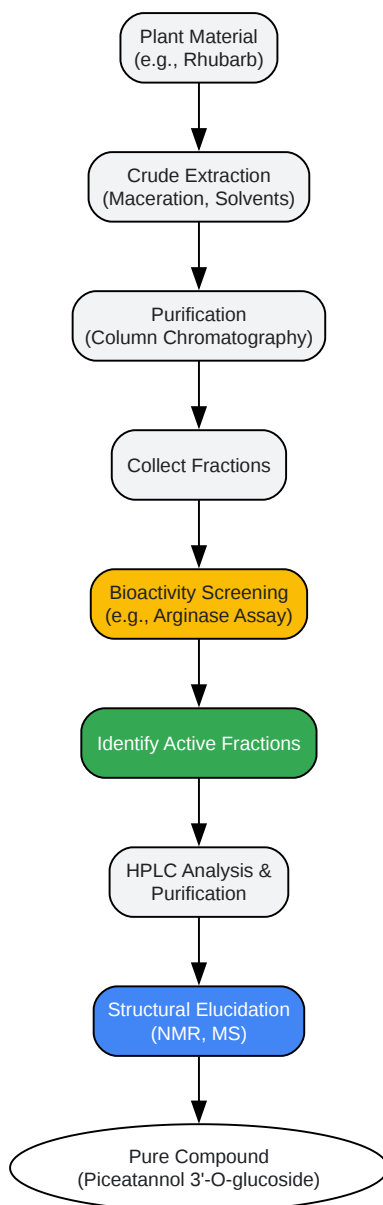 Plant Material
(e.g., Rhubarb)
Crude Extraction
(Maceration, Solvents)
Purification
(Column Chromatography)
Collect Fractions
Bioactivity Screening
(e.g., Arginase Assay)
Identify Active Fractions
HPLC Analysis &
Purification
Structural Elucidation
(NMR, MS)
Pure Compound
(Piceatannol 3'-O-glucoside)